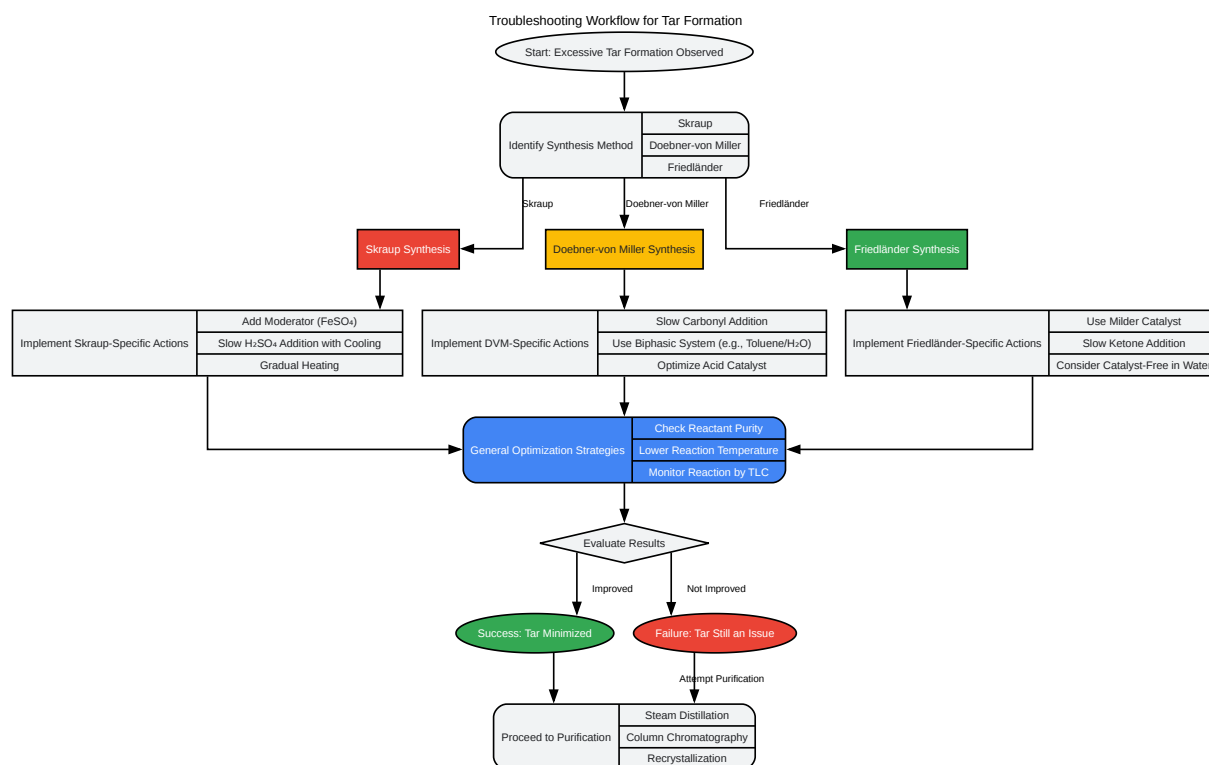 Troubleshooting Workflow for Tar Formation
Start: Excessive Tar Formation Observed
Identify Synthesis Method
Skraup
Doebner-von Miller
Friedländer
Skraup
Doebner-von Miller
Friedländer
Skraup Synthesis
Doebner-von Miller Synthesis
Friedländer Synthesis
Implement Skraup-Specific Actions
Add Moderator (FeSO₄)
Slow H₂SO₄ Addition with Cooling
Gradual Heating
Implement DVM-Specific Actions
Slow Carbonyl Addition
Use Biphasic System (e.g., Toluene/H₂O)
Optimize Acid Catalyst
Implement Friedländer-Specific Actions
Use Milder Catalyst
Slow Ketone Addition
Consider Catalyst-Free in Water
General Optimization Strategies
Check Reactant Purity
Lower Reaction Temperature
Monitor Reaction by TLC
Evaluate Results
Improved
Not Improved
Success: Tar Minimized
Failure: Tar Still an Issue
Attempt Purification
Proceed to Purification
Steam Distillation
Column Chromatography
Recrystallization